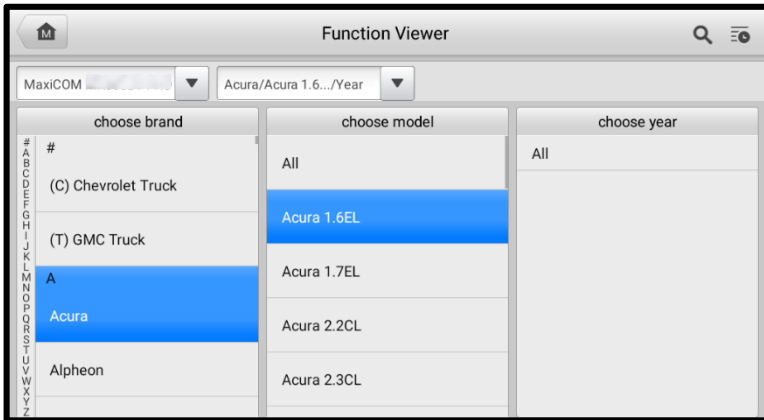 M
Function Viewer
MaxiCOM
Acura/Acura 1.6.../Year
choose brand
choose model
choose year
#
A
B
C
D
E
F
G
H
I
J
K
L
M
N
O
P
Q
R
S
T
U
V
W
X
Y
Z
#
(C) Chevrolet Truck
(T) GMC Truck
A
Acura
Alpheon
All
Acura 1.6EL
Acura 1.7EL
Acura 2.2CL
Acura 2.3CL
All